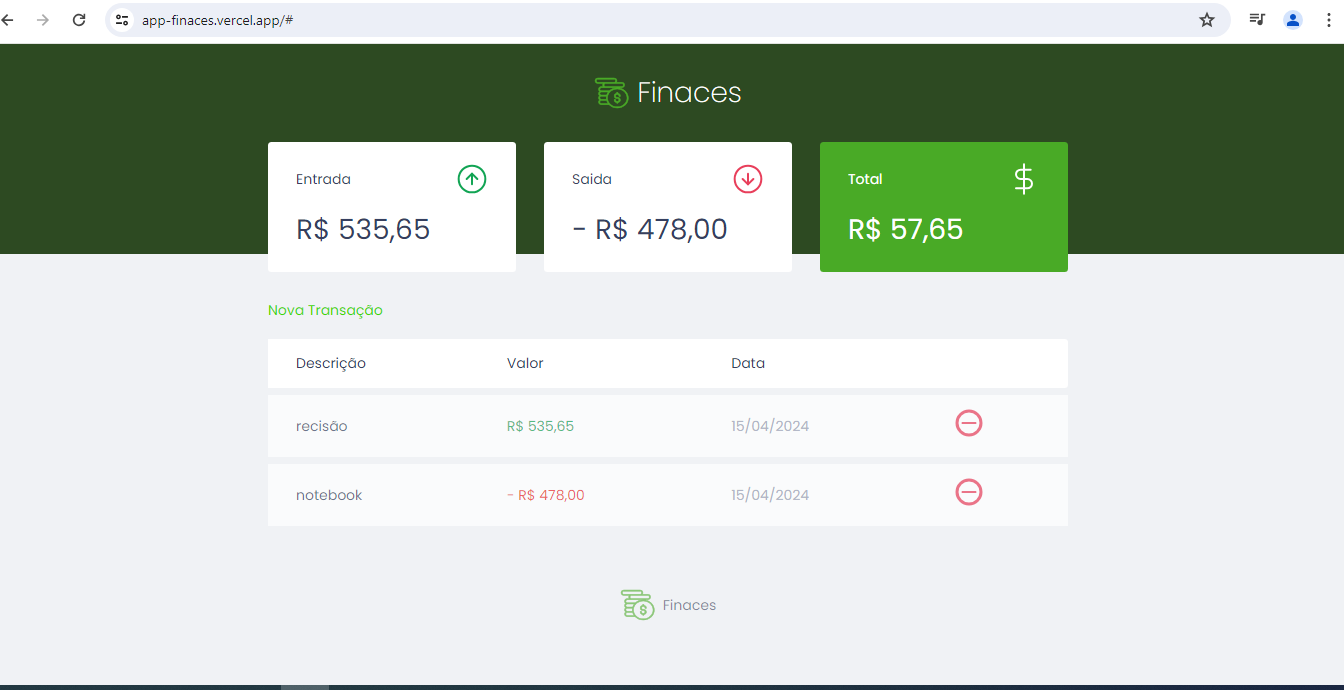 app-finaces.vercel.app/#
$ Finaces
Entrada
R$ 535,65
Saida
- R$ 478,00
Total
$
R$ 57,65
Nova Transação
Descrição Valor Data
recisão R$ 535,65 15/04/2024
notebook - R$ 478,00 15/04/2024
$ Finaces